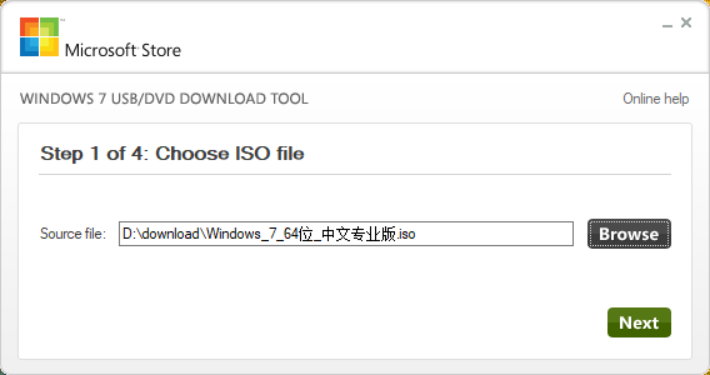 Microsoft Store
WINDOWS 7 USB/DVD DOWNLOAD TOOL
Online help
Step 1 of 4: Choose ISO file
Source file:
D:\download\Windows_7_64位_中文专业版.iso
Browse
Next